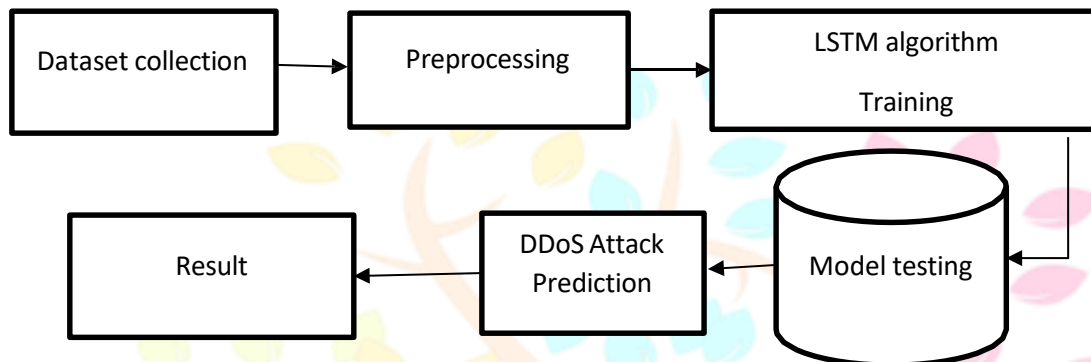 Dataset collection
Preprocessing
LSTM algorithm
Training
Model testing
DDoS Attack
Prediction
Result